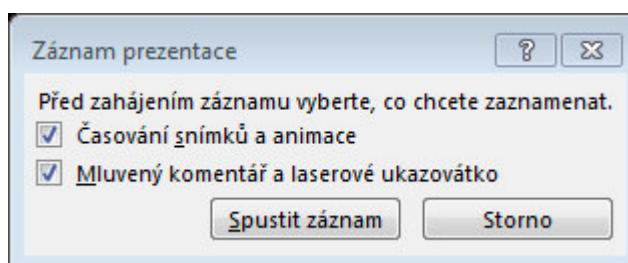 Záznam prezentace
Před zahájením záznamu vyberte, co chcete zaznamenat.
Časování snímků a animace
Mluvený komentář a laserové ukazovátko
Spustit záznam Storno